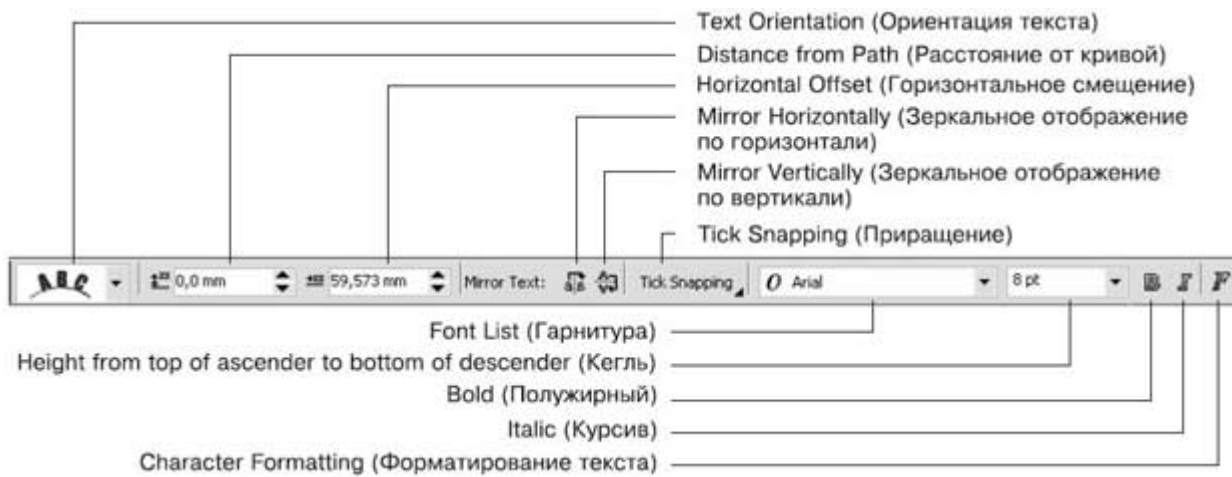 Text Orientation (Ориентация текста)
Distance from Path (Расстояние от кривой)
Horizontal Offset (Горизонтальное смещение)
Mirror Horizontally (Зеркальное отображение
по горизонтали)
Mirror Vertically (Зеркальное отображение
по вертикали)
Tick Snapping (Приращение)
ABC 0,0 mm 59,573 mm Mirror Text: Tick Snapping O Arial 8 pt B I F
Font List (Гарнитура)
Height from top of ascender to bottom of descender (Кегль)
Bold (Полужирный)
Italic (Курсив)
Character Formatting (Форматирование текста)